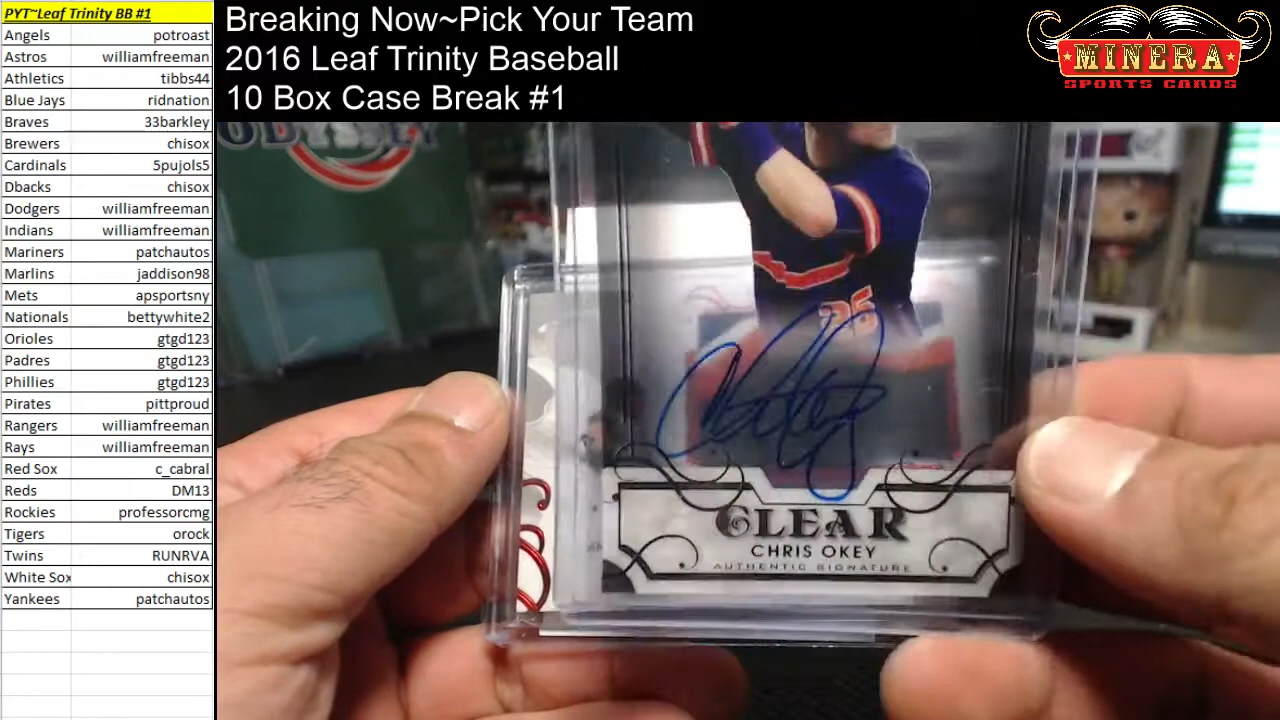 PYT~Leaf Trinity BB #1
Angels potroast
Astros williamfreeman
Athletics tibbs44
Blue Jays ridnation
Braves 33barkley
Brewers chisox
Cardinals 5pujols5
Dbacks chisox
Dodgers williamfreeman
Indians williamfreeman
Mariners patchautos
Marlins jaddison98
Mets apsportsny
Nationals bettywhite2
Orioles gtgd123
Padres gtgd123
Phillies gtgd123
Pirates pittproud
Rangers williamfreeman
Rays williamfreeman
Red Sox c_cabral
Reds DM13
Rockies professorcmg
Tigers orock
Twins RUNRVA
White Sox chisox
Yankees patchautos
Breaking Now~Pick Your Team
2016 Leaf Trinity Baseball
10 Box Case Break #1
MINERA
SPORTS CARDS
ODYSSEY
25
CLEAR
CHRIS OKEY
AUTHENTIC SIGNATURE